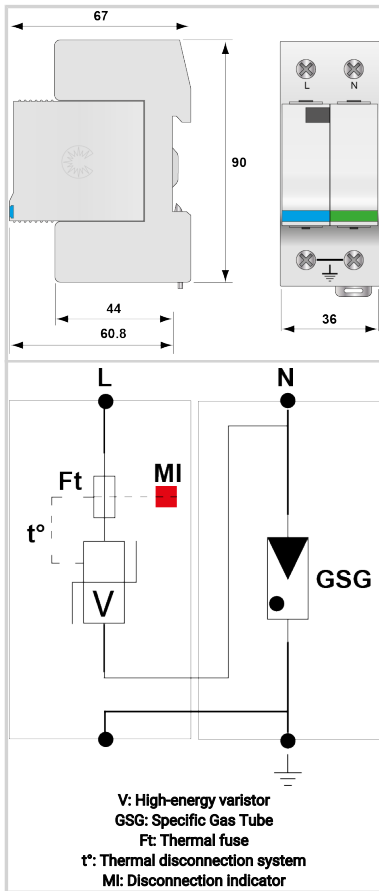 67
L N
90
44
60.8
36
L N
Ft MI
t°
V
GSG
V: High-energy varistor
GSG: Specific Gas Tube
Ft: Thermal fuse
t°: Thermal disconnection system
MI: Disconnection indicator